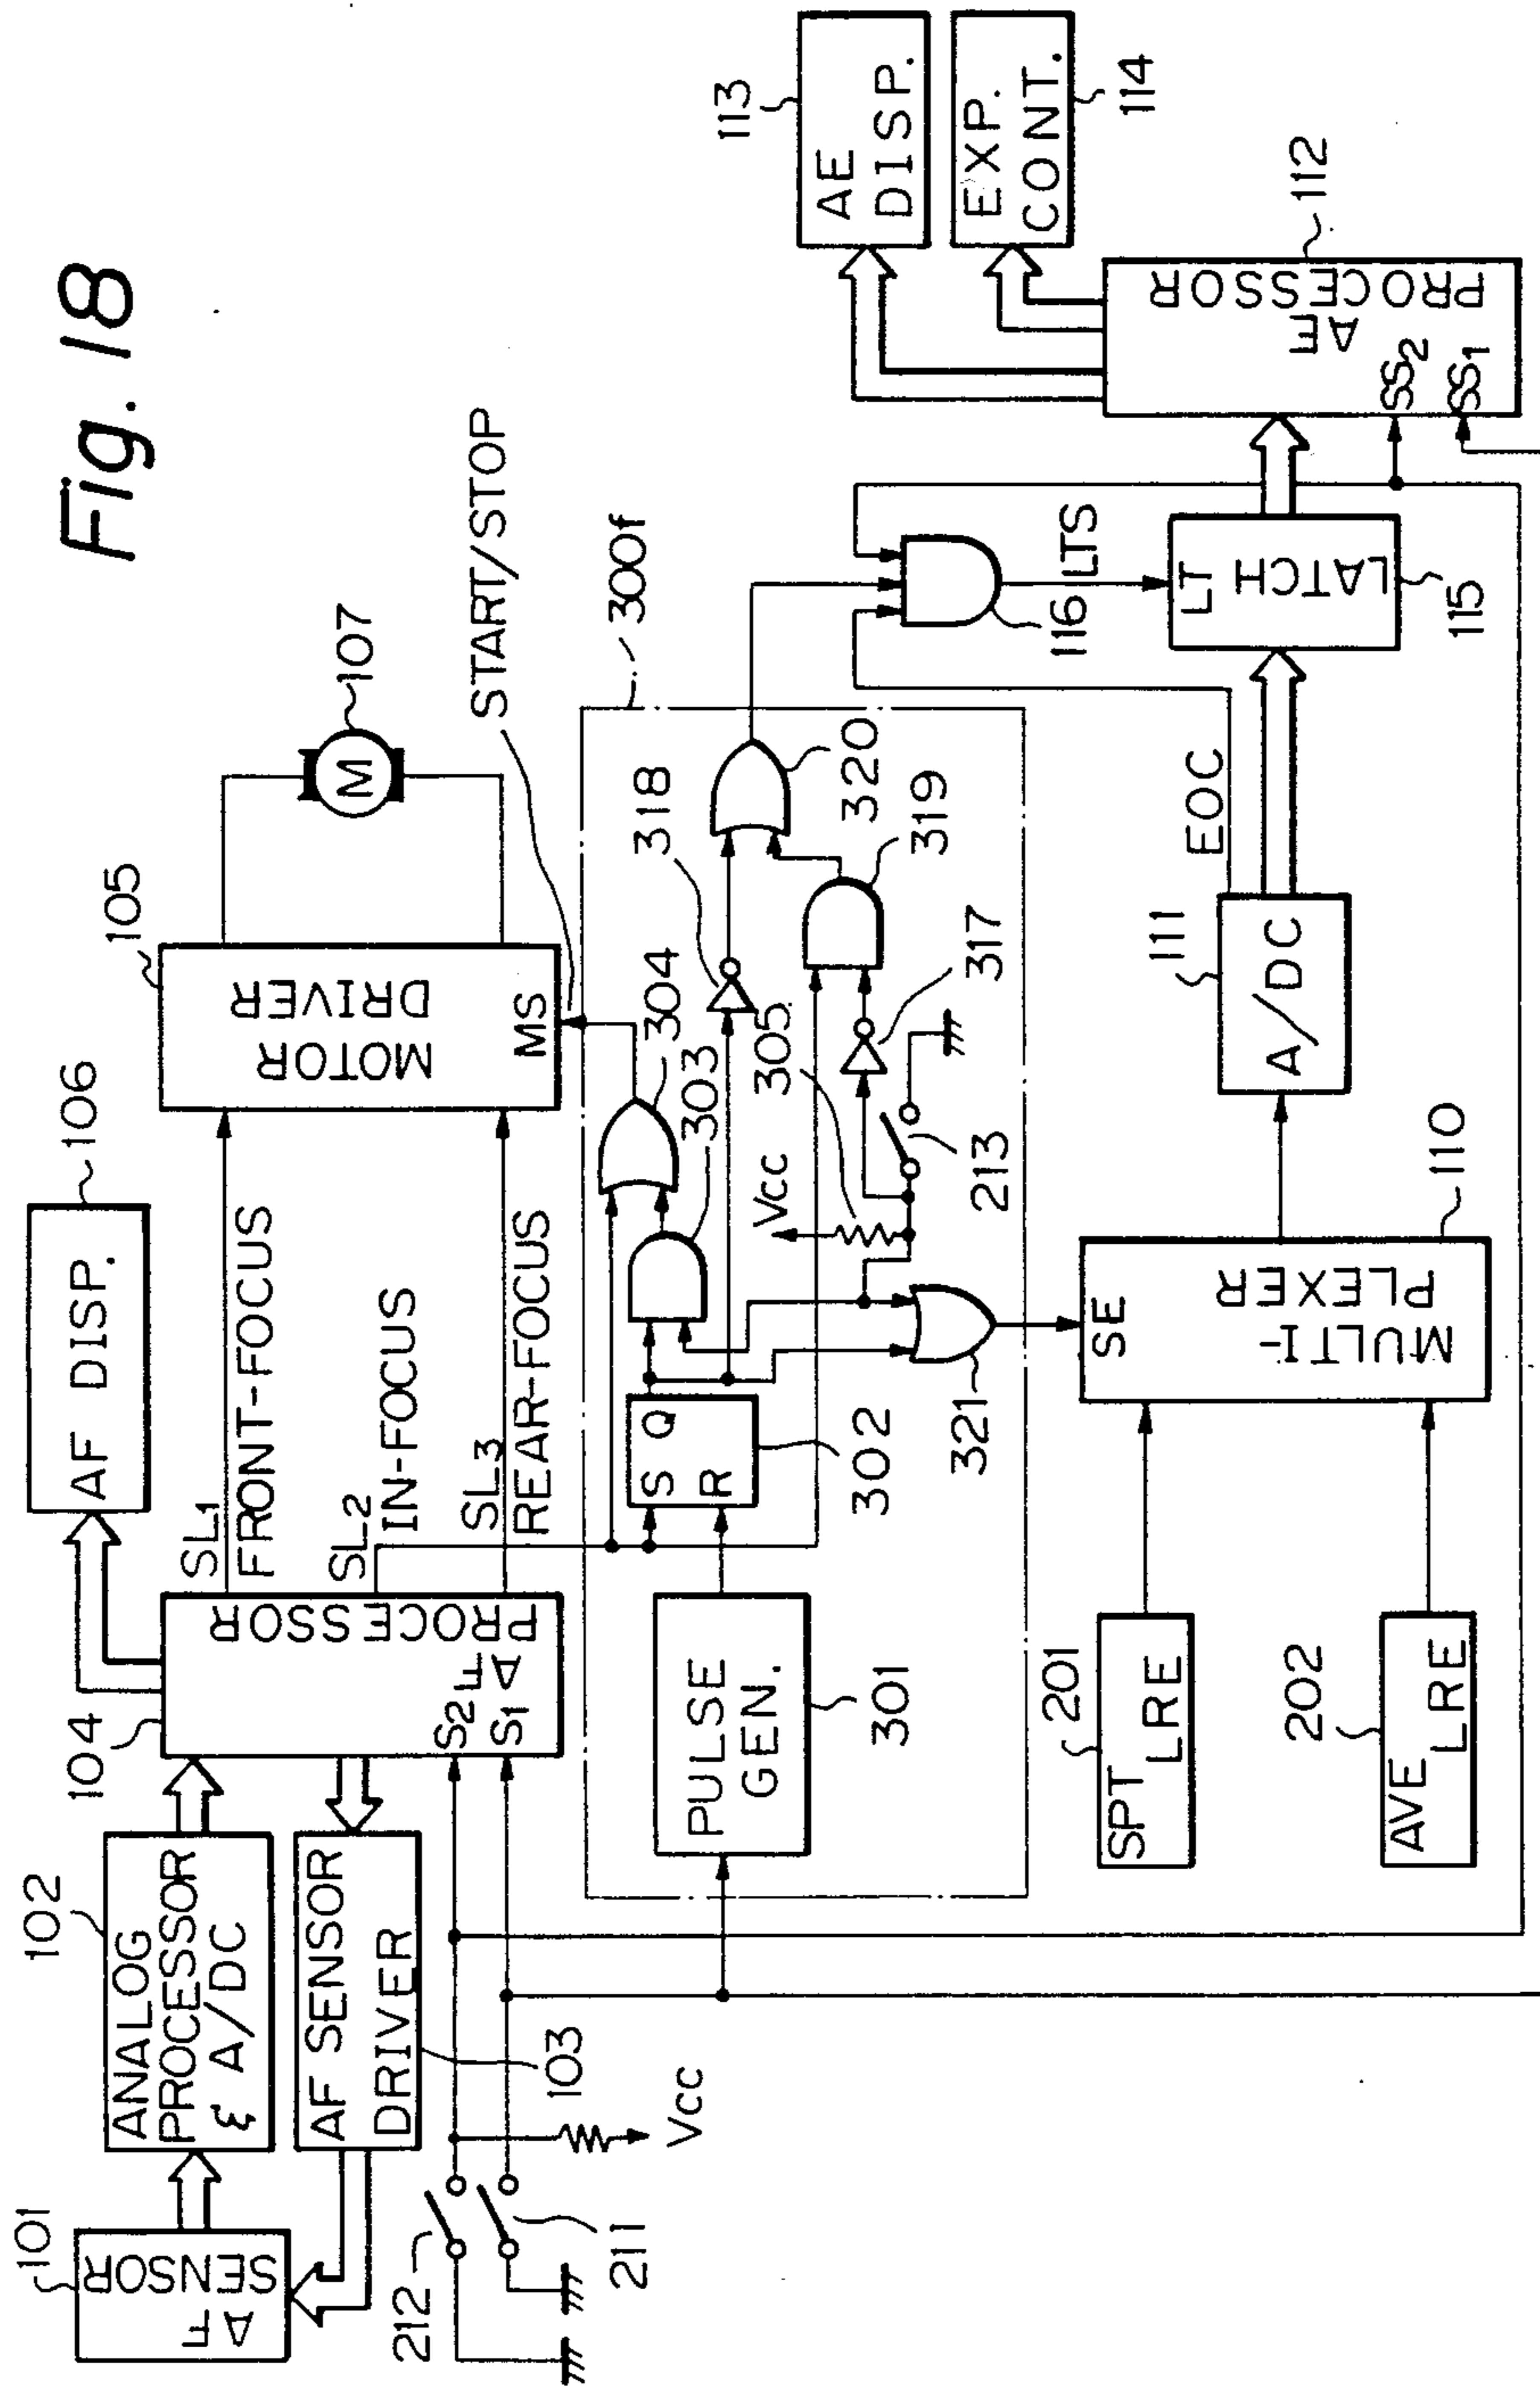 Fig. 18
101
AF
SENSOR
102
ANALOG
PROCESSOR
& A/DC
AF SENSOR
DRIVER
103
104
AF
PROCESSOR
S2
S1
AF DISP.
106
SL1
FRONT-FOCUS
SL2
IN-FOCUS
SL3
REAR-FOCUS
105
MOTOR
DRIVER
MS
M
107
START/STOP
300f
212
211
Vcc
PULSE
GEN.
301
S Q
R
302
303
304
305
Vcc
213
317
318
319
320
321
SPT
LRE
201
AVE
LRE
202
SE
MULTI-
PLEXER
110
A/DC
111
EOC
116
LTS
LT
LATCH
115
AE
PROCESSOR
SS2
SS1
112
AE
DISP.
113
EXP.
CONT.
114